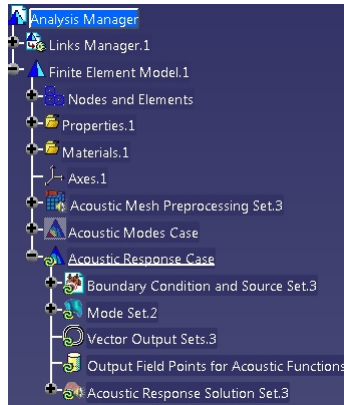 Analysis Manager
Links Manager.1
Finite Element Model.1
Nodes and Elements
Properties.1
Materials.1
Axes.1
Acoustic Mesh Preprocessing Set.3
Acoustic Modes Case
Acoustic Response Case
Boundary Condition and Source Set.3
Mode Set.2
Vector Output Sets.3
Output Field Points for Acoustic Functions
Acoustic Response Solution Set.3